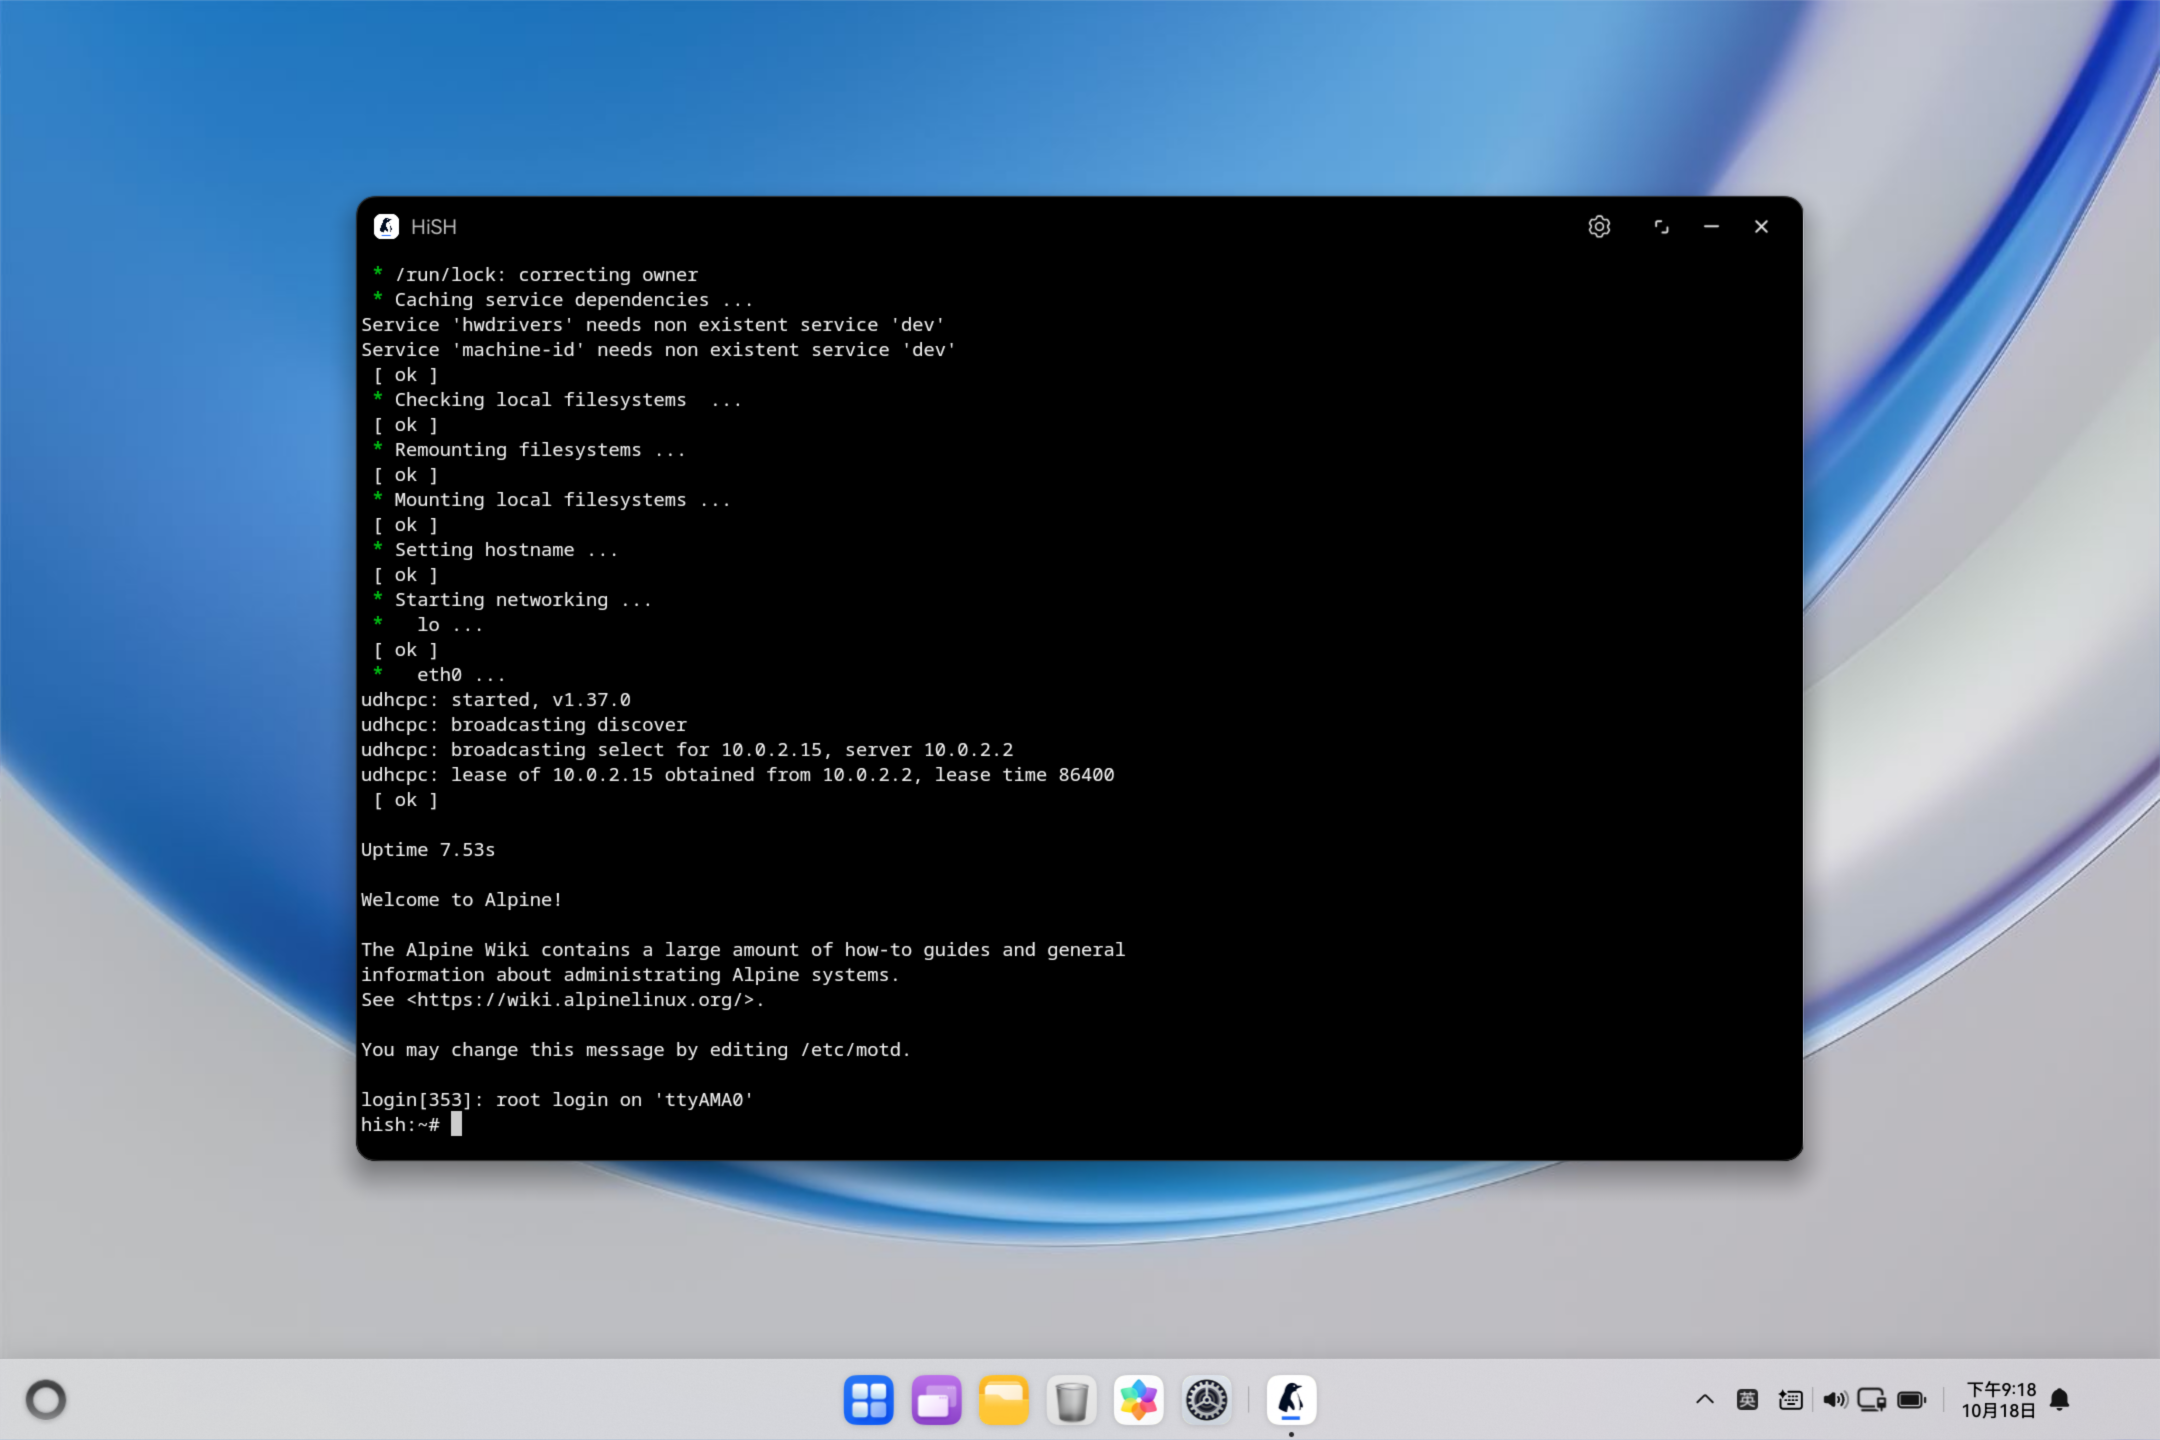 HiSH
* /run/lock: correcting owner
* Caching service dependencies ...
Service 'hwdrivers' needs non existent service 'dev'
Service 'machine-id' needs non existent service 'dev'
[ ok ]
* Checking local filesystems  ...
[ ok ]
* Remounting filesystems ...
[ ok ]
* Mounting local filesystems ...
[ ok ]
* Setting hostname ...
[ ok ]
* Starting networking ...
*   lo ...
[ ok ]
*   eth0 ...
udhcpc: started, v1.37.0
udhcpc: broadcasting discover
udhcpc: broadcasting select for 10.0.2.15, server 10.0.2.2
udhcpc: lease of 10.0.2.15 obtained from 10.0.2.2, lease time 86400
[ ok ]
Uptime 7.53s
Welcome to Alpine!
The Alpine Wiki contains a large amount of how-to guides and general
information about administrating Alpine systems.
See <https://wiki.alpinelinux.org/>.
You may change this message by editing /etc/motd.
login[353]: root login on 'ttyAMA0'
hish:~#
英
下午9:18
10月18日